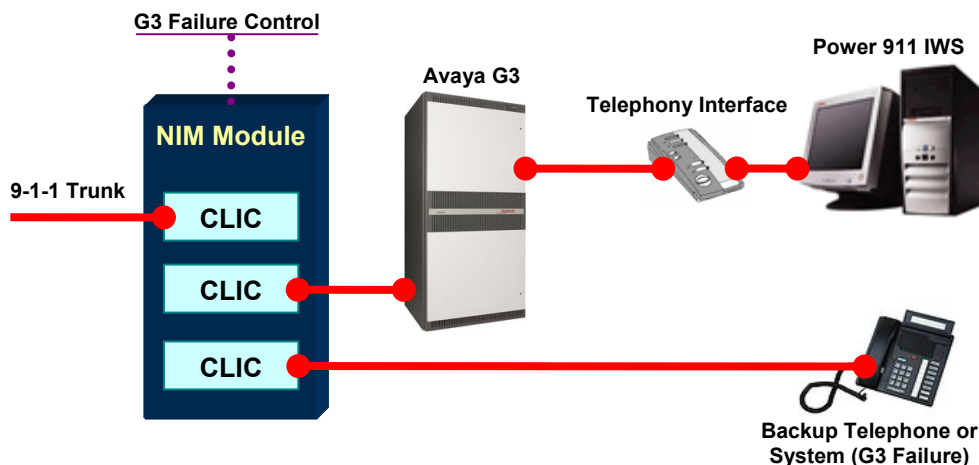 G3 Failure Control
Power 911 IWS
Avaya G3
Telephony Interface
NIM Module
9-1-1 Trunk
CLIC
CLIC
CLIC
Backup Telephone or
System (G3 Failure)